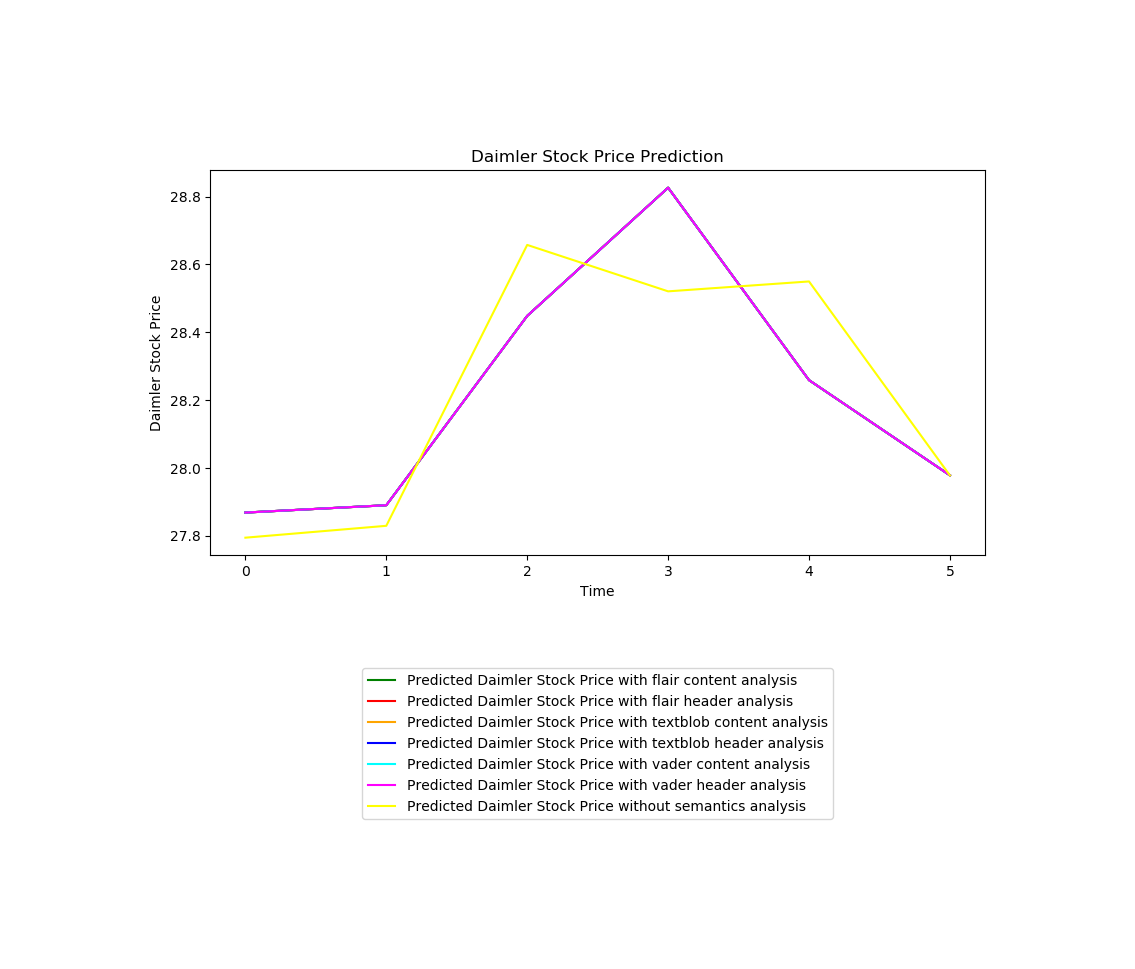 Daimler Stock Price Prediction
Daimler Stock Price
28.8
28.6
28.4
28.2
28.0
27.8
0 1 2 3 4 5
Time
Predicted Daimler Stock Price with flair content analysis
Predicted Daimler Stock Price with flair header analysis
Predicted Daimler Stock Price with textblob content analysis
Predicted Daimler Stock Price with textblob header analysis
Predicted Daimler Stock Price with vader content analysis
Predicted Daimler Stock Price with vader header analysis
Predicted Daimler Stock Price without semantics analysis